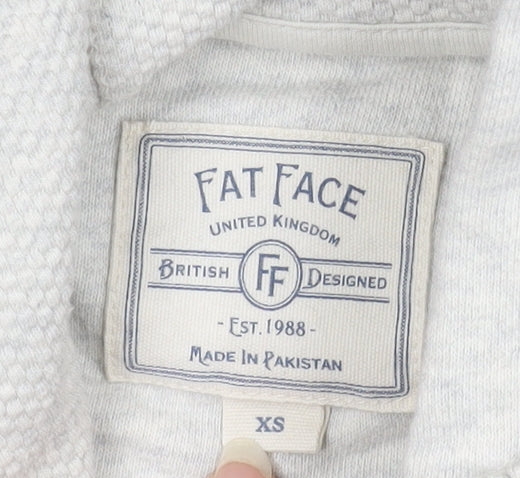 FAT FACE
UNITED KINGDOM
BRITISH FF DESIGNED
- EST. 1988 -
MADE IN PAKISTAN
XS